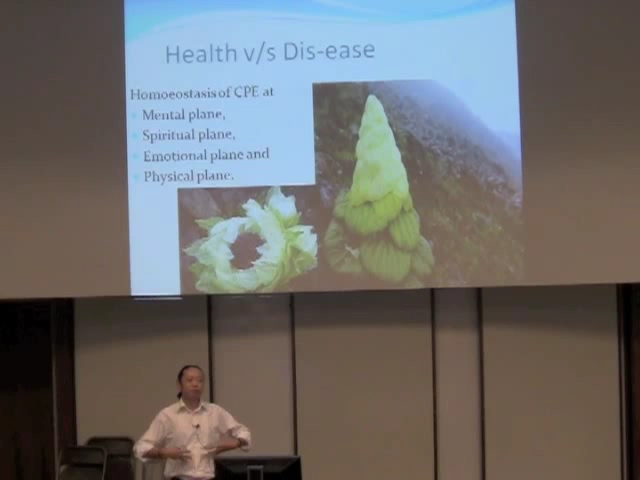 Health v/s Dis-ease
Homoeostasis of CPE at
Mental plane,
Spiritual plane,
Emotional plane and
Physical plane.